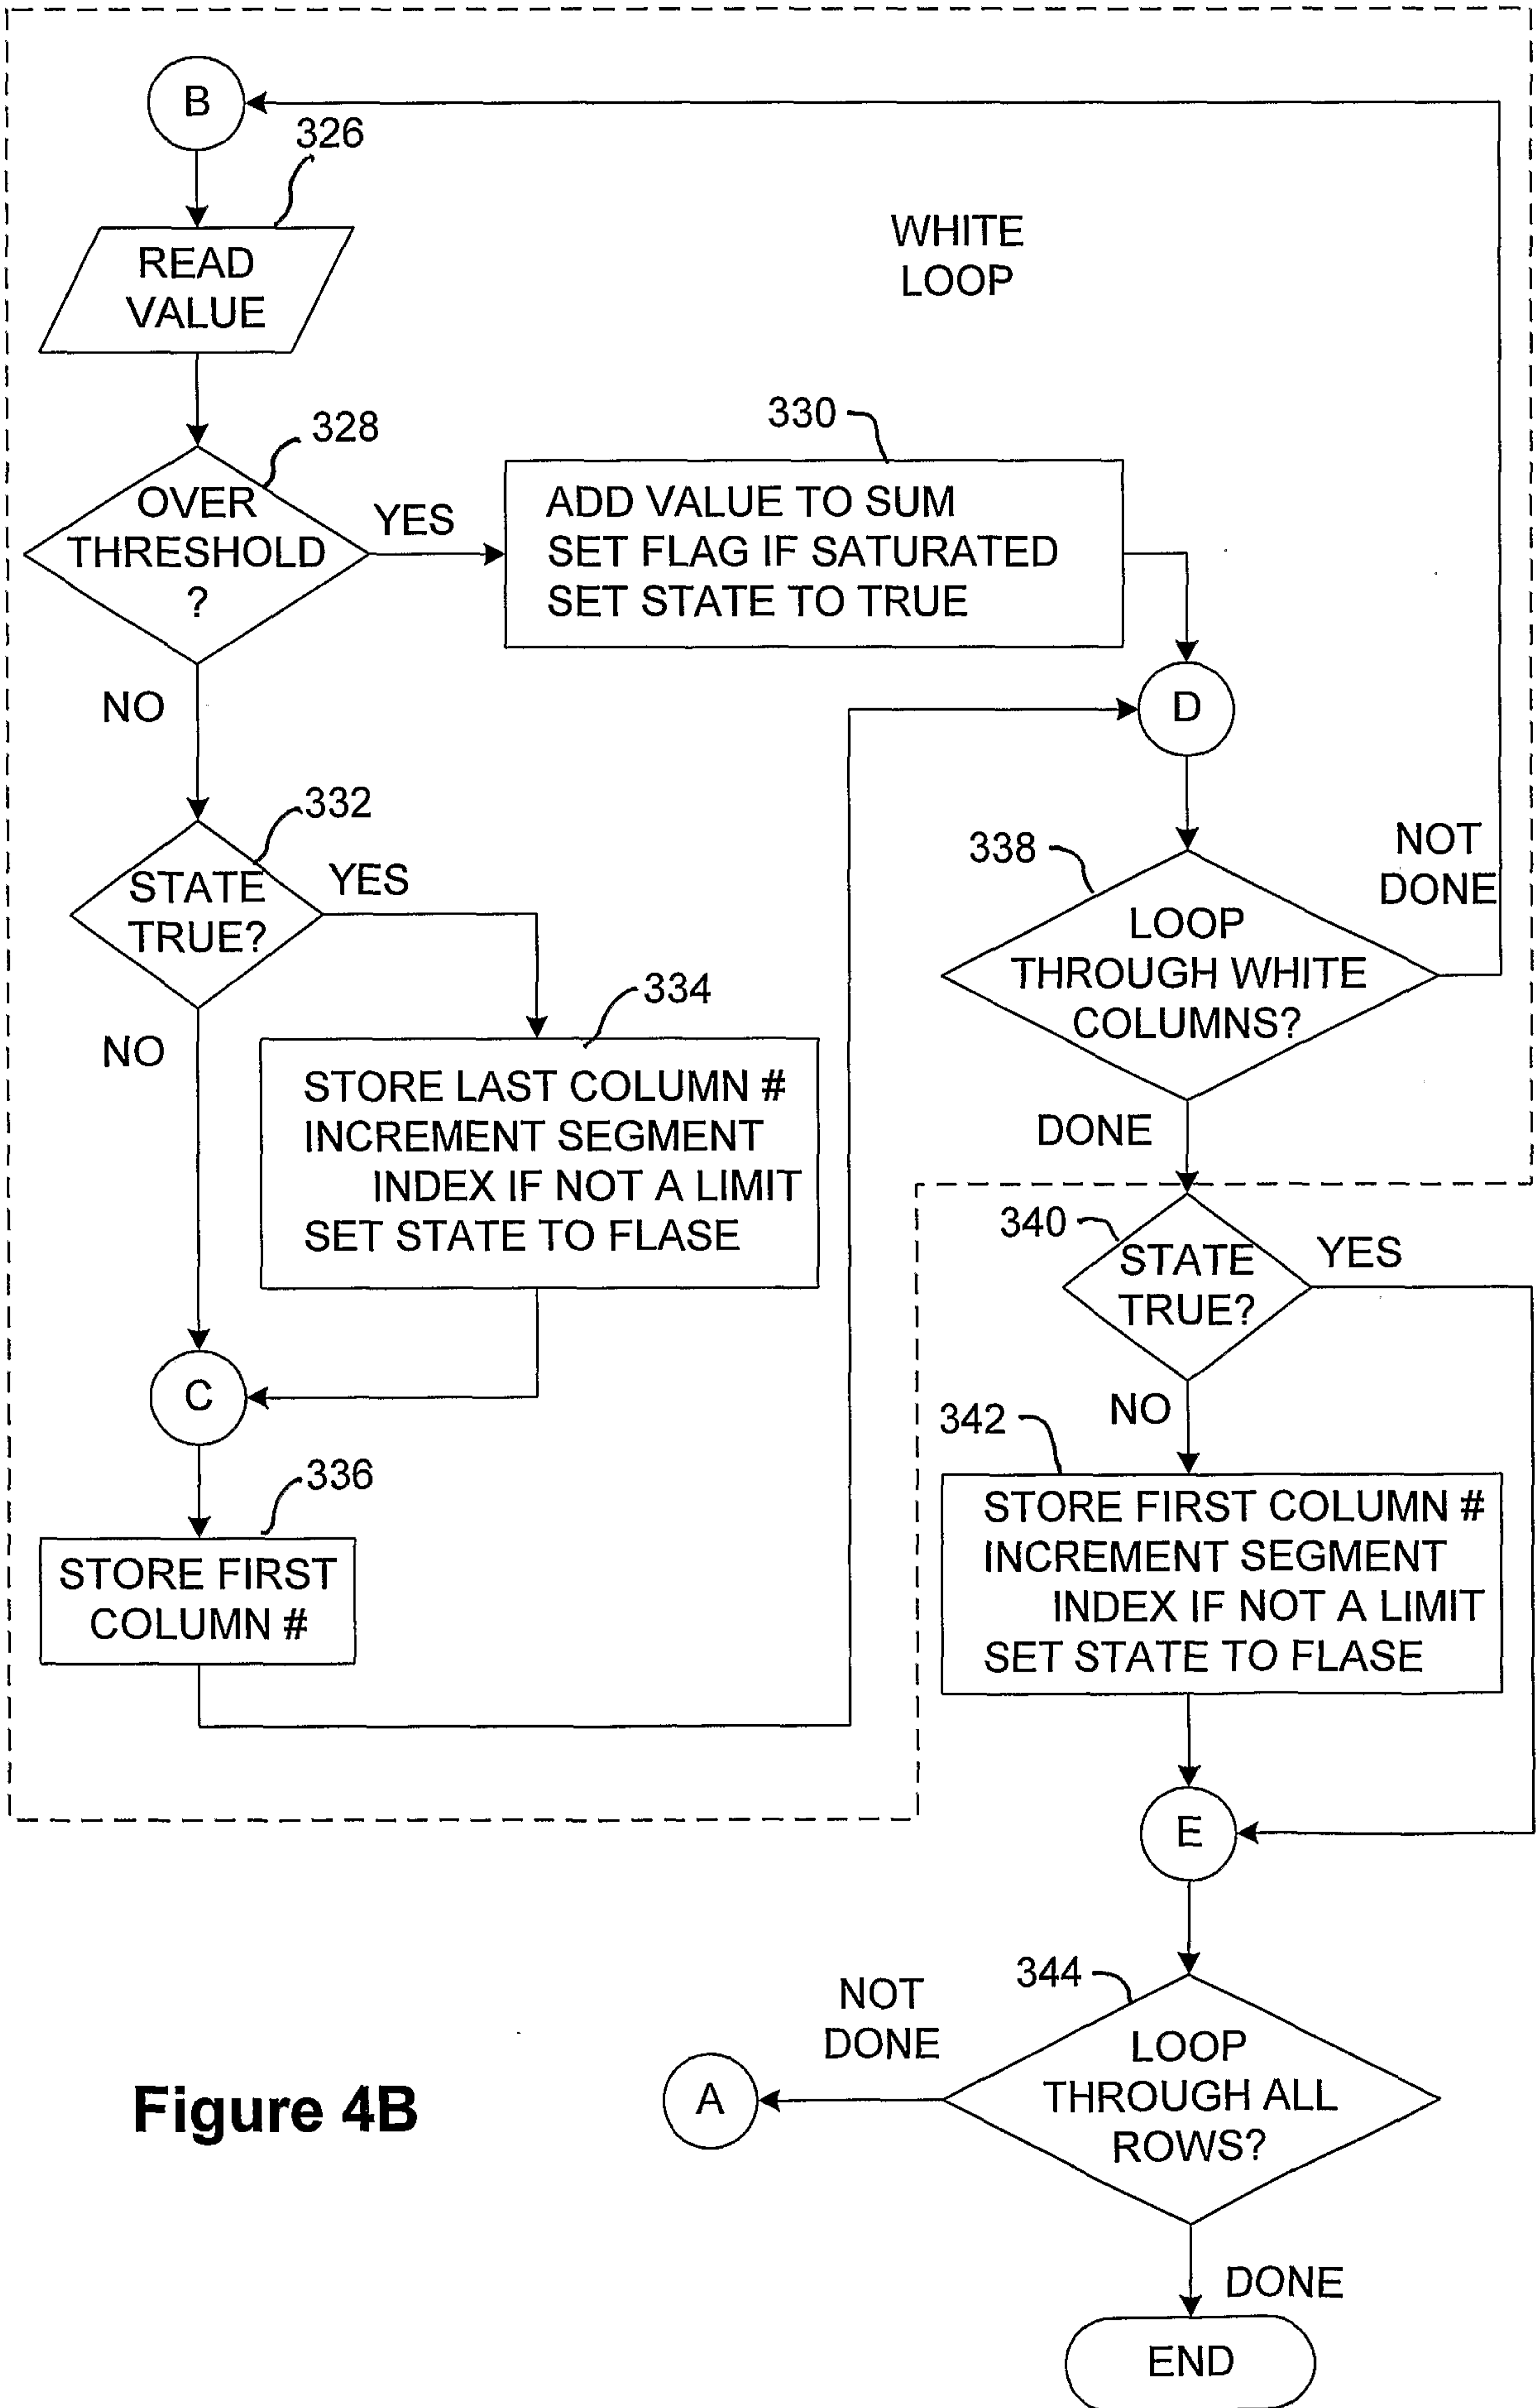 B
326
READ
VALUE
WHITE
LOOP
328
OVER
THRESHOLD
?
YES
330
ADD VALUE TO SUM
SET FLAG IF SATURATED
SET STATE TO TRUE
NO
D
332
STATE
TRUE?
YES
334
STORE LAST COLUMN #
INCREMENT SEGMENT
INDEX IF NOT A LIMIT
SET STATE TO FLASE
NO
C
336
STORE FIRST
COLUMN #
338
LOOP
THROUGH WHITE
COLUMNS?
NOT
DONE
DONE
340
STATE
TRUE?
YES
NO
342
STORE FIRST COLUMN #
INCREMENT SEGMENT
INDEX IF NOT A LIMIT
SET STATE TO FLASE
E
344
LOOP
THROUGH ALL
ROWS?
NOT
DONE
A
DONE
END
Figure 4B